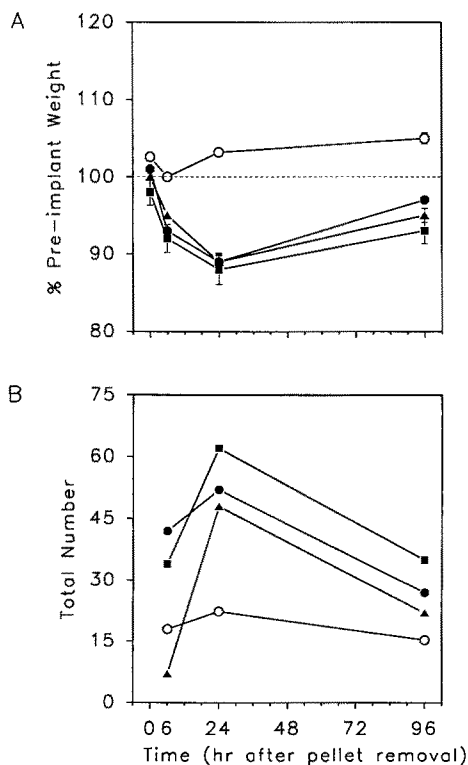 A
120
110
100
90
80
% Pre-implant Weight
B
75
60
45
30
15
0
Total Number
0 6 24 48 72 96
Time (hr after pellet removal)